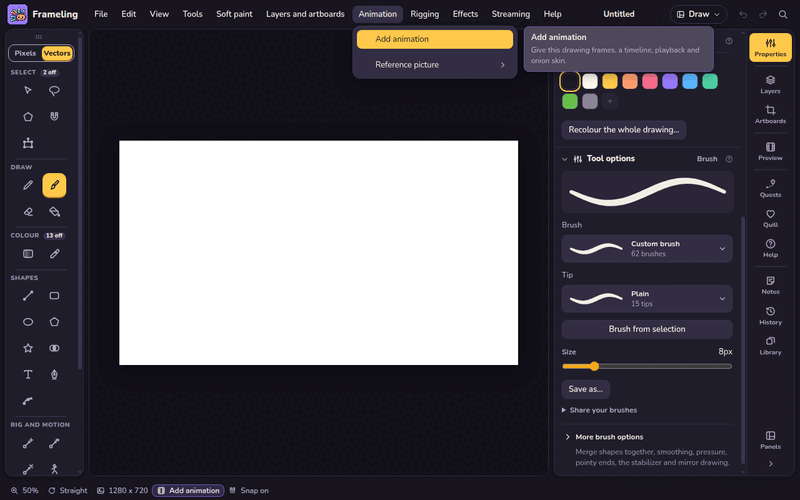 Frameling
File
Edit
View
Tools
Soft paint
Layers and artboards
Animation
Rigging
Effects
Streaming
Help
Untitled
Draw
Add animation
Reference picture
Add animation
Give this drawing frames, a timeline, playback and
onion skin.
Pixels
Vectors
SELECT
2 off
DRAW
COLOUR
13 off
SHAPES
RIG AND MOTION
Recolour the whole drawing...
Tool options
Brush
Brush
Custom brush
62 brushes
Tip
Plain
15 tips
Brush from selection
Size
8px
Save as...
Share your brushes
More brush options
Merge shapes together, smoothing, pressure,
pointy ends, the stabilizer and mirror drawing.
Properties
Layers
Artboards
Preview
Quests
Quill
Help
Notes
History
Library
Panels
50%
Straight
1280 x 720
Add animation
Snap on